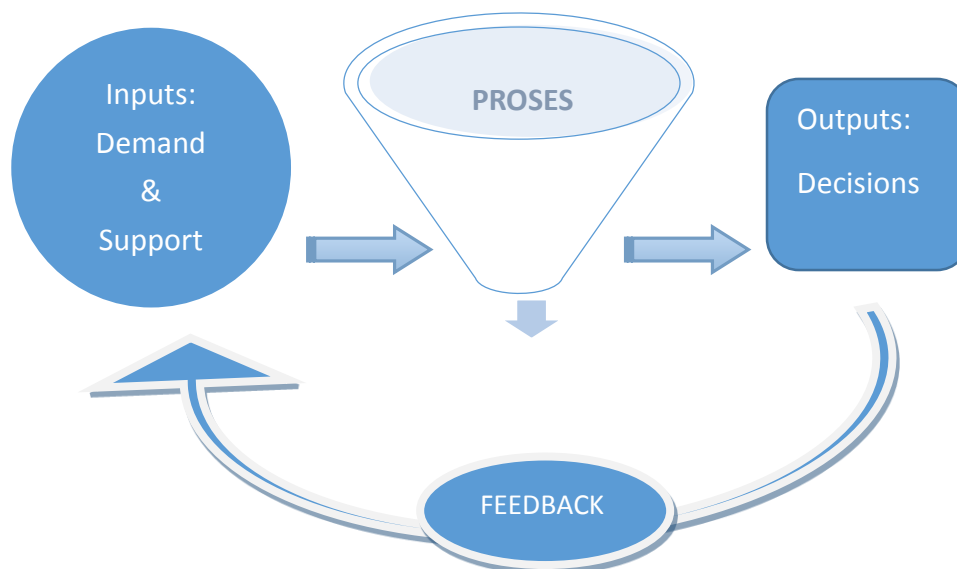 Inputs:
Demand
&
Support
PROSES
Outputs:
Decisions
FEEDBACK